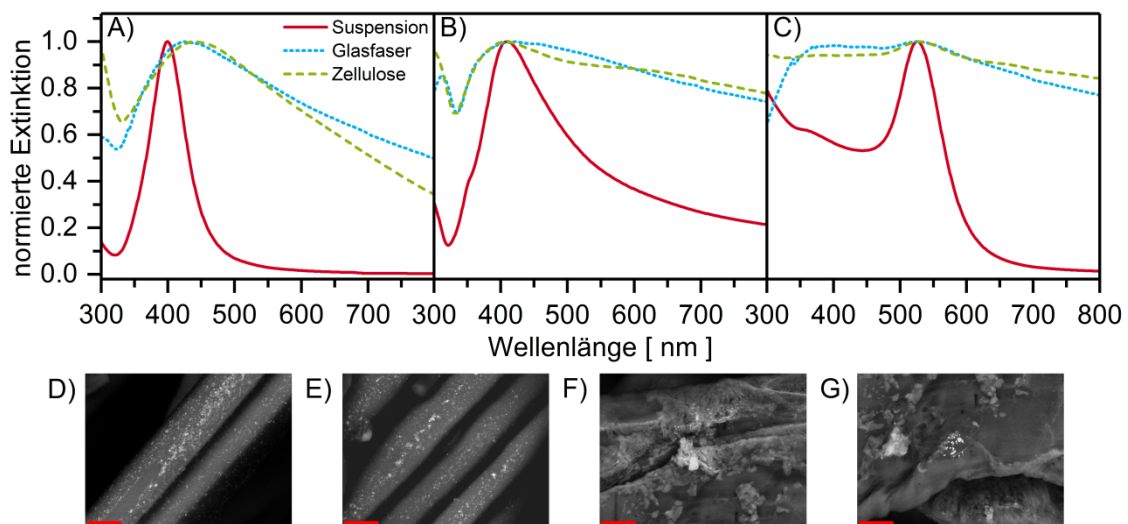 A)
Suspension
Glasfaser
Zellulose
B)
C)
normierte Extinktion
1.0
0.8
0.6
0.4
0.2
0.0
300 400 500 600 700 300 400 500 600 700 300 400 500 600 700 800
Wellenlänge [ nm ]
D)
E)
F)
G)